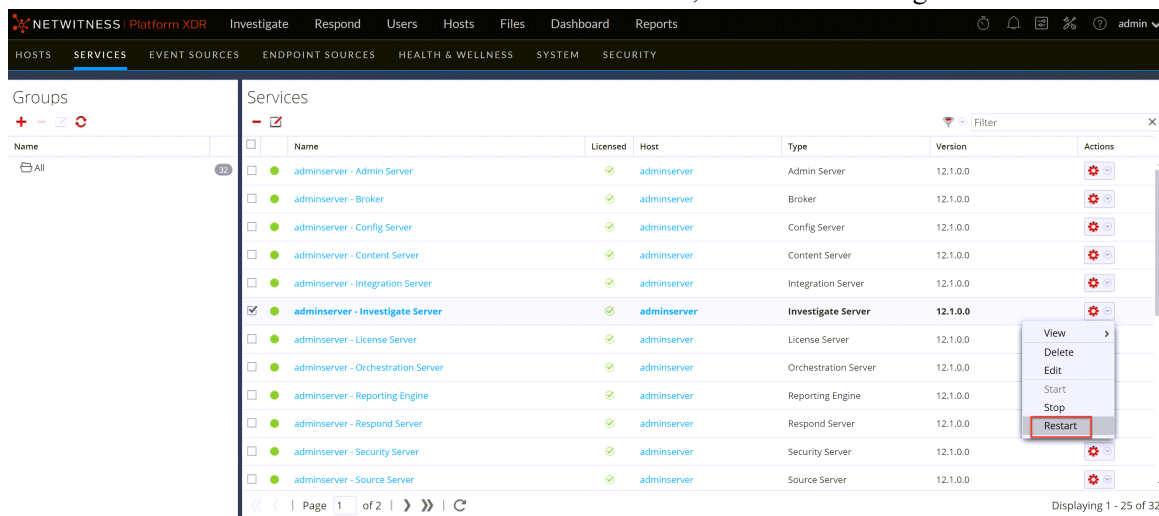 NETWITNESS Platform XDR Investigate Respond Users Hosts Files Dashboard Reports admin
HOSTS SERVICES EVENT SOURCES ENDPOINT SOURCES HEALTH & WELLNESS SYSTEM SECURITY
Groups
Name
All 32
Services
Filter
Name Licensed Host Type Version Actions
adminserver - Admin Server adminserver Admin Server 12.1.0.0
adminserver - Broker adminserver Broker 12.1.0.0
adminserver - Config Server adminserver Config Server 12.1.0.0
adminserver - Content Server adminserver Content Server 12.1.0.0
adminserver - Integration Server adminserver Integration Server 12.1.0.0
adminserver - Investigate Server adminserver Investigate Server 12.1.0.0
adminserver - License Server adminserver License Server 12.1.0.0
adminserver - Orchestration Server adminserver Orchestration Server 12.1.0.0
adminserver - Reporting Engine adminserver Reporting Engine 12.1.0.0
adminserver - Respond Server adminserver Respond Server 12.1.0.0
adminserver - Security Server adminserver Security Server 12.1.0.0
adminserver - Source Server adminserver Source Server 12.1.0.0
View
Delete
Edit
Start
Stop
Restart
Page 1 of 2 Displaying 1 - 25 of 32